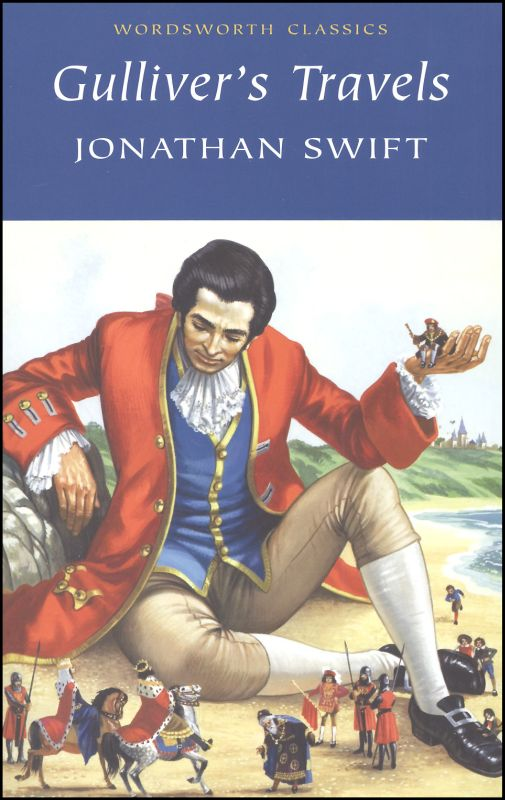 WORDSWORTH CLASSICS
Gulliver's Travels
JONATHAN SWIFT